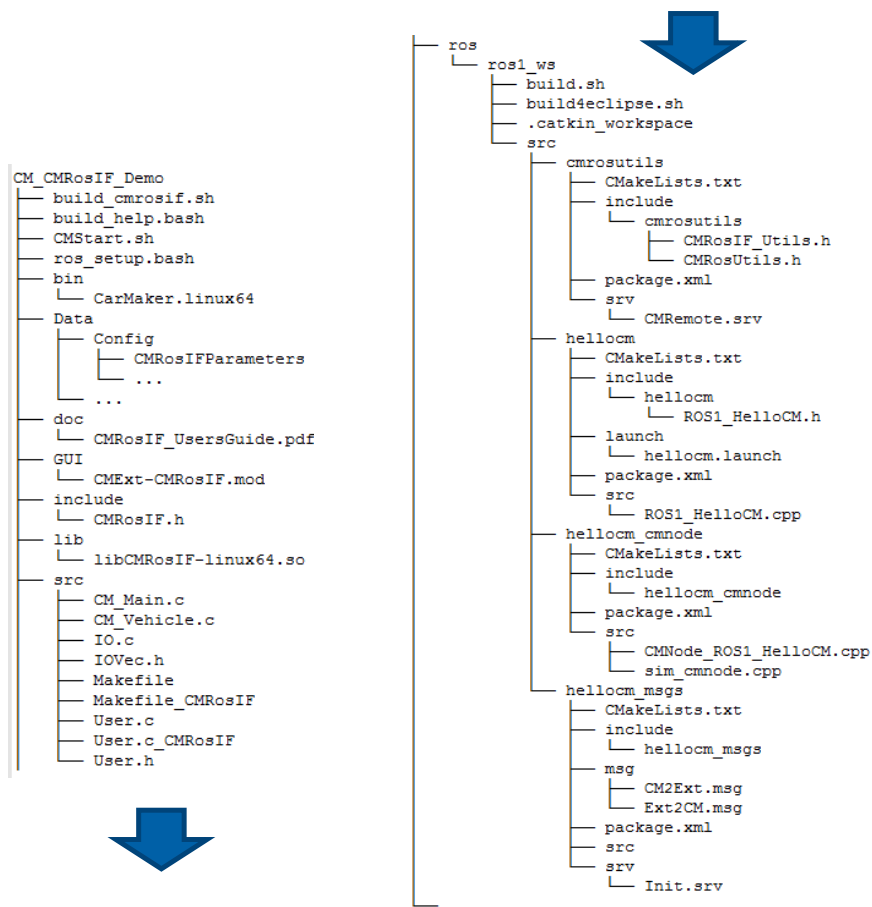 CM_CMRosIF_Demo
build_cmrosif.sh
build_help.bash
CMStart.sh
ros_setup.bash
bin
CarMaker.linux64
Data
Config
CMRosIFParameters
...
...
doc
CMRosIF_UsersGuide.pdf
GUI
CMExt-CMRosIF.mod
include
CMRosIF.h
lib
libCMRosIF-linux64.so
src
CM_Main.c
CM_Vehicle.c
IO.c
IOVec.h
Makefile
Makefile_CMRosIF
User.c
User.c_CMRosIF
User.h
ros
ros1_ws
build.sh
build4eclipse.sh
.catkin_workspace
src
cmrosutils
CMakeLists.txt
include
cmrosutils
CMRosIF_Utils.h
CMRosUtils.h
package.xml
srv
CMRemote.srv
hellocm
CMakeLists.txt
include
hellocm
ROS1_HelloCM.h
launch
hellocm.launch
package.xml
src
ROS1_HelloCM.cpp
hellocm_cmnode
CMakeLists.txt
include
hellocm_cmnode
package.xml
src
CMNode_ROS1_HelloCM.cpp
sim_cmnode.cpp
hellocm_msgs
CMakeLists.txt
include
hellocm_msgs
msg
CM2Ext.msg
Ext2CM.msg
package.xml
src
srv
Init.srv